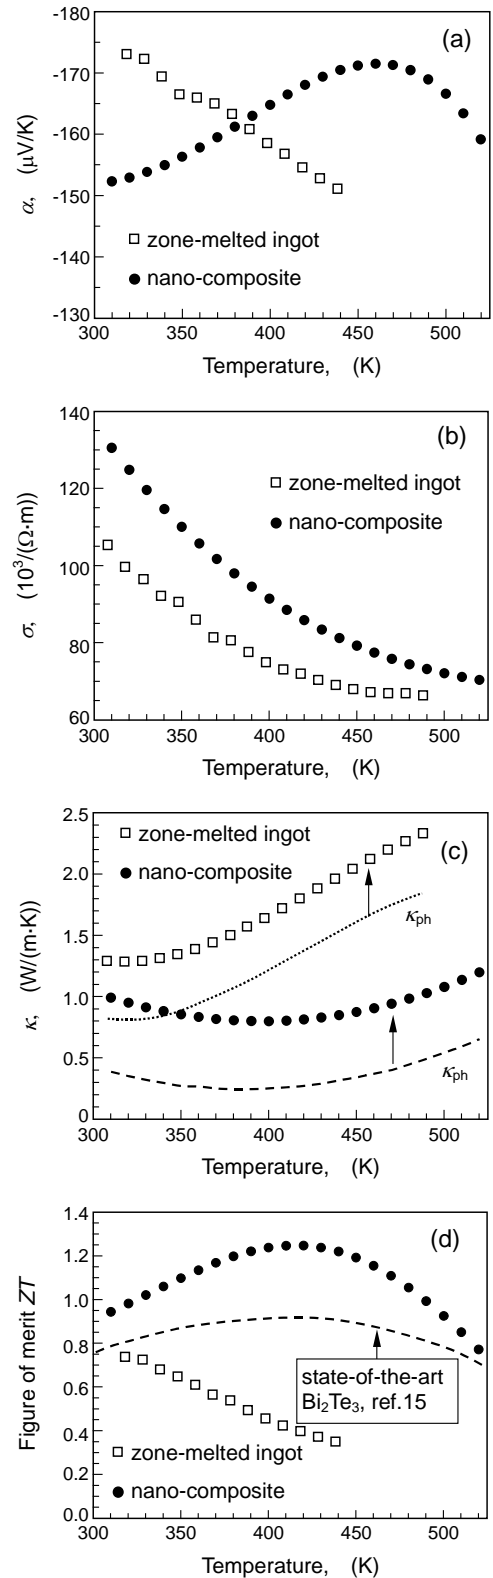 -180
(a)
-170
-160
-150
-140
-130
α, (μV/K)
zone-melted ingot
nano-composite
300 350 400 450 500
Temperature, (K)
140
(b)
120
100
80
60
σ, (10³/(Ω·m))
zone-melted ingot
nano-composite
300 350 400 450 500
Temperature, (K)
2.5
(c)
2.0
1.5
1.0
0.5
0
κ, (W/(m·K))
zone-melted ingot
nano-composite
κph
κph
300 350 400 450 500
Temperature, (K)
1.4
(d)
1.2
1.0
0.8
0.6
0.4
0.2
0.0
Figure of merit ZT
state-of-the-art
Bi₂Te₃, ref.15
zone-melted ingot
nano-composite
300 350 400 450 500
Temperature, (K)